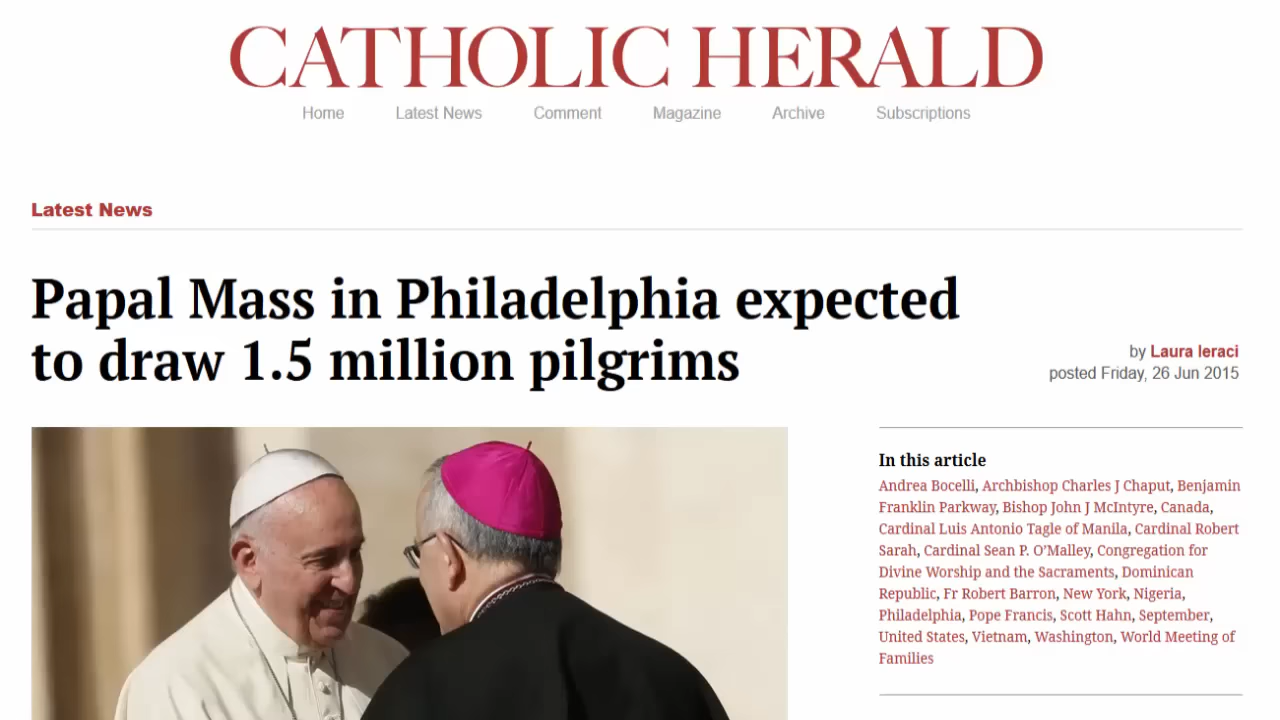 CATHOLIC HERALD
Home Latest News Comment Magazine Archive Subscriptions
Latest News
Papal Mass in Philadelphia expected
to draw 1.5 million pilgrims
by Laura Ieraci
posted Friday, 26 Jun 2015
In this article
Andrea Bocelli, Archbishop Charles J Chaput, Benjamin
Franklin Parkway, Bishop John J McIntyre, Canada,
Cardinal Luis Antonio Tagle of Manila, Cardinal Robert
Sarah, Cardinal Sean P. O’Malley, Congregation for
Divine Worship and the Sacraments, Dominican
Republic, Fr Robert Barron, New York, Nigeria,
Philadelphia, Pope Francis, Scott Hahn, September,
United States, Vietnam, Washington, World Meeting of
Families